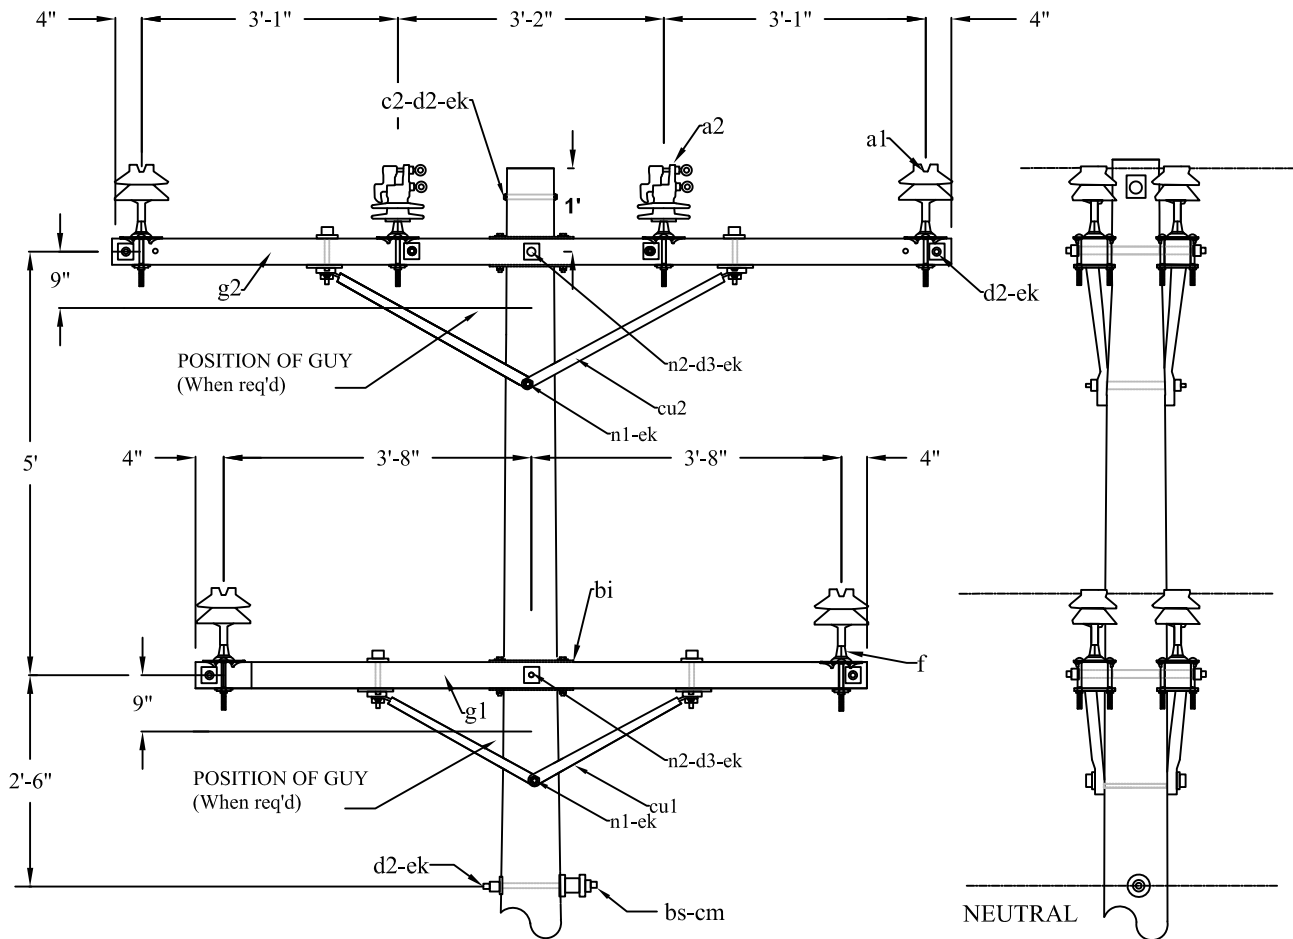 4"
3'-1"
3'-2"
3'-1"
4"
c2-d2-ek
a2
a1
1'
9"
g2
d2-ek
POSITION OF GUY
(When req'd)
n2-d3-ek
cu2
n1-ek
5'
4"
3'-8"
3'-8"
4"
bi
f
9"
g1
n2-d3-ek
POSITION OF GUY
(When req'd)
2'-6"
cu1
n1-ek
d2-ek
bs-cm
NEUTRAL